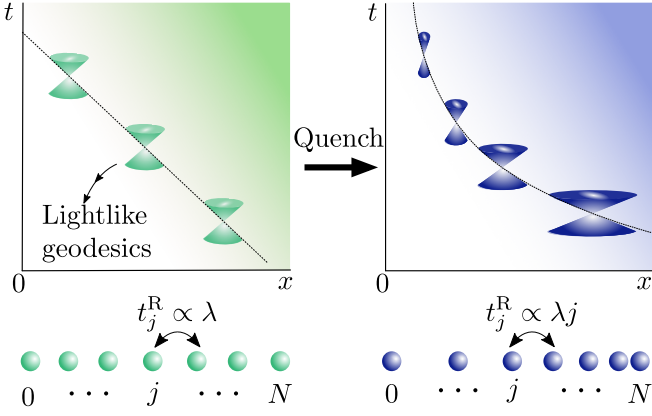 t
Lightlike
geodesics
0
x
Quench
t
0
x
t_j^R ∝ λ
0 ··· j ··· N
t_j^R ∝ λj
0 ··· j ··· N